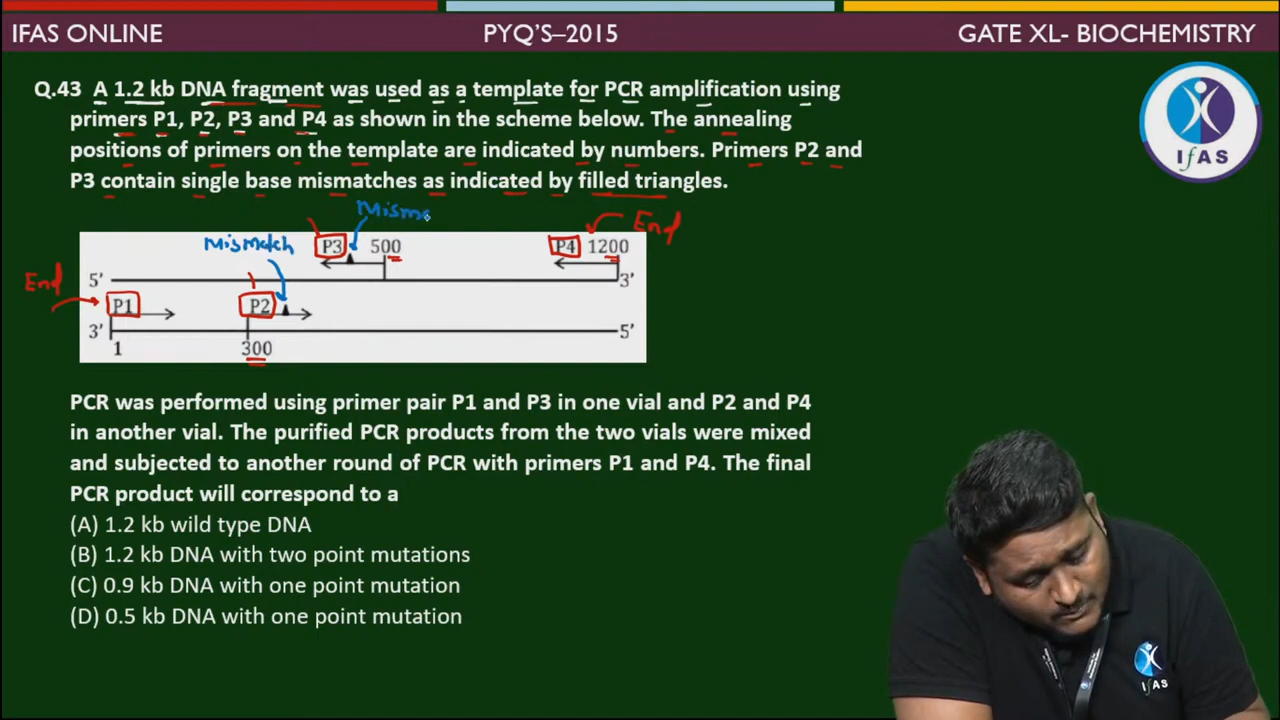 IFAS ONLINE
PYQ'S–2015
GATE XL- BIOCHEMISTRY
Q.43 A 1.2 kb DNA fragment was used as a template for PCR amplification using
primers P1, P2, P3 and P4 as shown in the scheme below. The annealing
positions of primers on the template are indicated by numbers. Primers P2 and
P3 contain single base mismatches as indicated by filled triangles.
IFAS
Misma
Mismatch
P3 500
P4 1200
End
5' 3'
End
P1 P2
3' 5'
1 300
PCR was performed using primer pair P1 and P3 in one vial and P2 and P4
in another vial. The purified PCR products from the two vials were mixed
and subjected to another round of PCR with primers P1 and P4. The final
PCR product will correspond to a
(A) 1.2 kb wild type DNA
(B) 1.2 kb DNA with two point mutations
(C) 0.9 kb DNA with one point mutation
(D) 0.5 kb DNA with one point mutation
IFAS